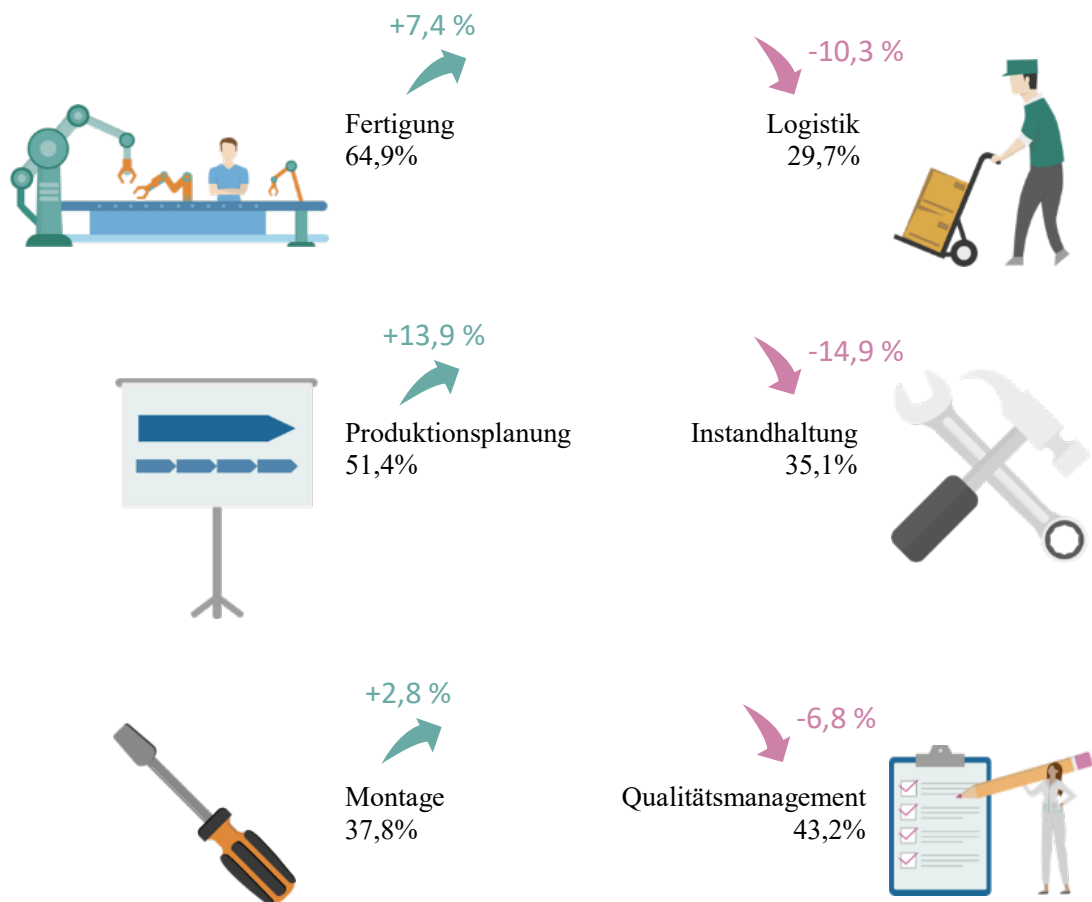 +7,4 %
Fertigung
64,9%
-10,3 %
Logistik
29,7%
+13,9 %
Produktionsplanung
51,4%
-14,9 %
Instandhaltung
35,1%
+2,8 %
Montage
37,8%
-6,8 %
Qualitätsmanagement
43,2%